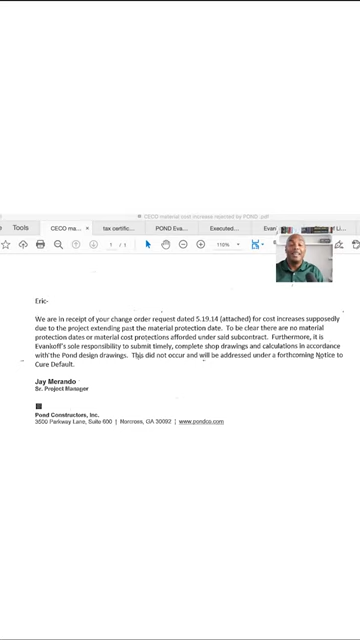 CECO material cost increase rejected by POND .pdf
Tools
CECO ma... ×
tax certific...
POND Eva...
Executed...
1 / 1
110%
Eric-
We are in receipt of your change order request dated 5.19.14 (attached) for cost increases supposedly
due to the project extending past the material protection date. To be clear there are no material
protection dates or material cost protections afforded under said subcontract. Furthermore, it is
Evankoff's sole responsibility to submit timely, complete shop drawings and calculations in accordance
with the Pond design drawings. This did not occur and will be addressed under a forthcoming Notice to
Cure Default.
Jay Merando
Sr. Project Manager
Pond Constructors, Inc.
3500 Parkway Lane, Suite 600 | Norcross, GA 30092 | www.pondco.com